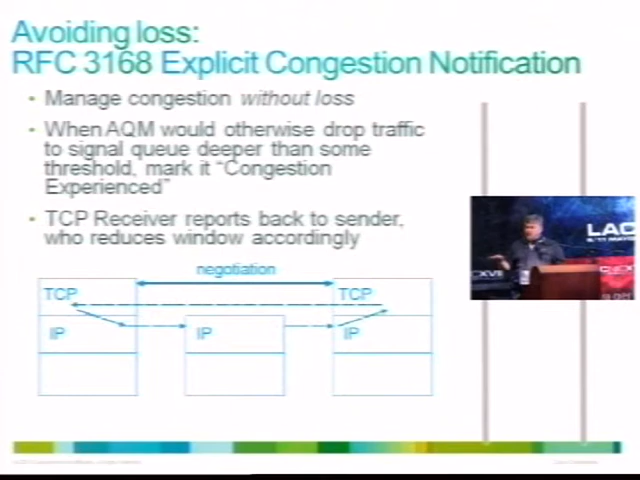 Avoiding loss:
RFC 3168 Explicit Congestion Notification
• Manage congestion without loss
• When AQM would otherwise drop traffic
to signal queue deeper than some
threshold, mark it "Congestion
Experienced"
• TCP Receiver reports back to sender,
who reduces window accordingly
negotiation
TCP
TCP
IP
IP
IP
LAC